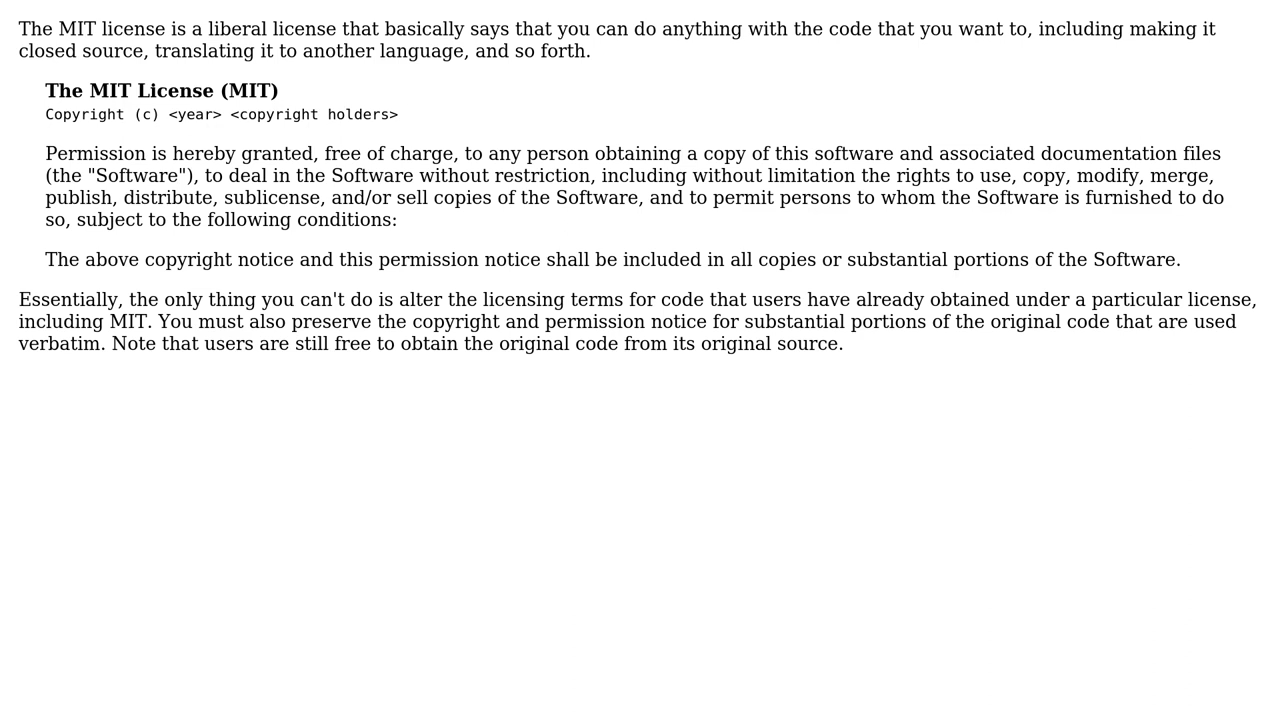 The MIT license is a liberal license that basically says that you can do anything with the code that you want to, including making it
closed source, translating it to another language, and so forth.
The MIT License (MIT)
Copyright (c) <year> <copyright holders>
Permission is hereby granted, free of charge, to any person obtaining a copy of this software and associated documentation files
(the "Software"), to deal in the Software without restriction, including without limitation the rights to use, copy, modify, merge,
publish, distribute, sublicense, and/or sell copies of the Software, and to permit persons to whom the Software is furnished to do
so, subject to the following conditions:
The above copyright notice and this permission notice shall be included in all copies or substantial portions of the Software.
Essentially, the only thing you can't do is alter the licensing terms for code that users have already obtained under a particular license,
including MIT. You must also preserve the copyright and permission notice for substantial portions of the original code that are used
verbatim. Note that users are still free to obtain the original code from its original source.